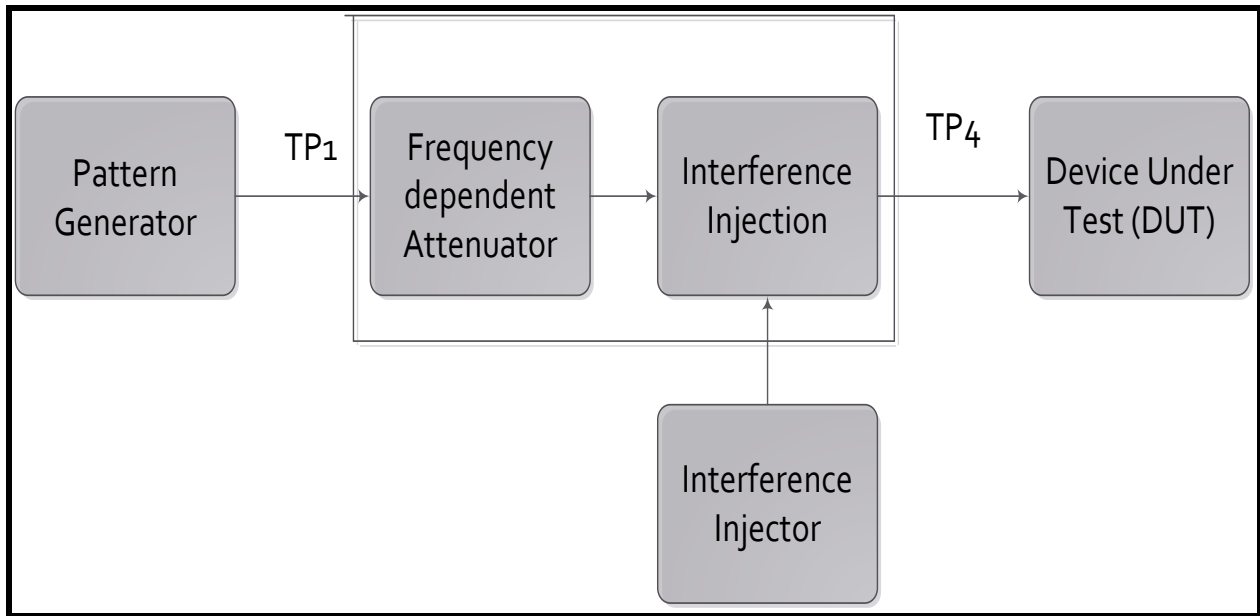 Pattern
Generator
TP1
Frequency
dependent
Attenuator
Interference
Injection
TP4
Device Under
Test (DUT)
Interference
Injector